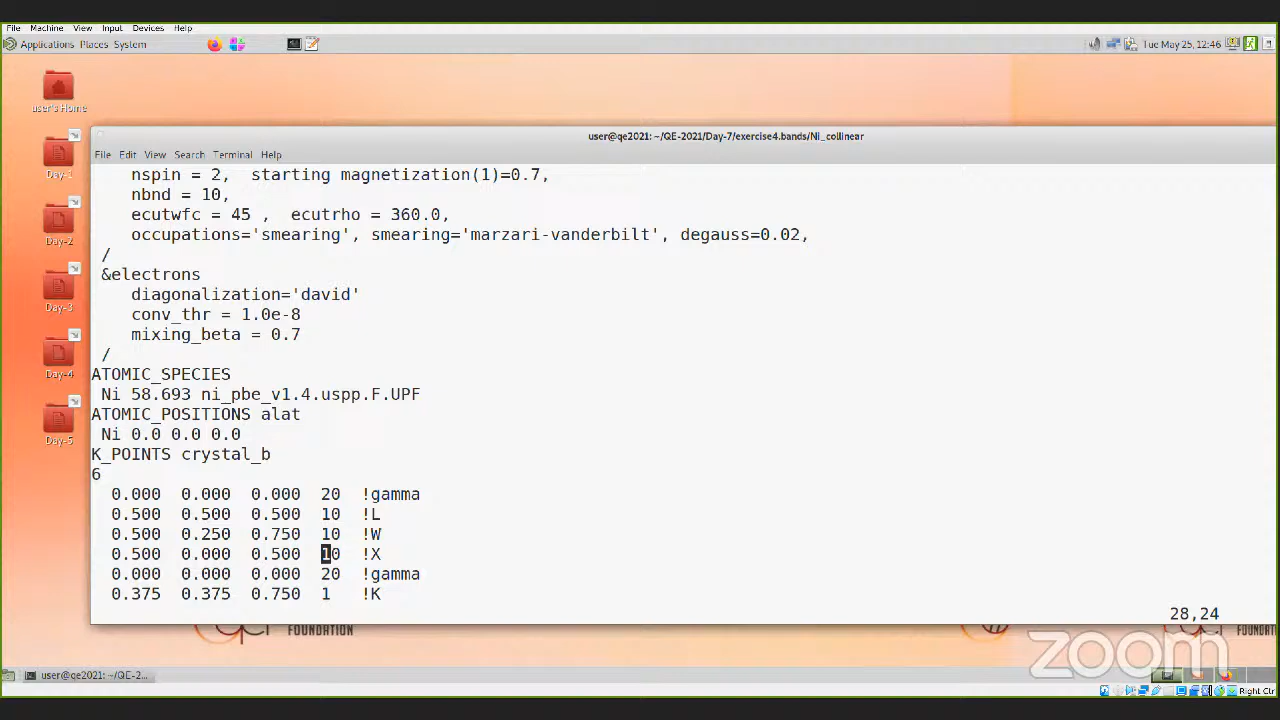 File Machine View Input Devices Help
Applications Places System
Tue May 25, 12:46
user's Home
Day-1
Day-2
Day-3
Day-4
Day-5
user@qe2021: ~/QE-2021/Day-7/exercise4.bands/Ni_collinear
File Edit View Search Terminal Help
nspin = 2, starting magnetization(1)=0.7,
nbnd = 10,
ecutwfc = 45 , ecutrho = 360.0,
occupations='smearing', smearing='marzari-vanderbilt', degauss=0.02,
/
&electrons
diagonalization='david'
conv_thr = 1.0e-8
mixing_beta = 0.7
/
ATOMIC_SPECIES
Ni 58.693 ni_pbe_v1.4.uspp.F.UPF
ATOMIC_POSITIONS alat
Ni 0.0 0.0 0.0
K_POINTS crystal_b
6
0.000 0.000 0.000 20 !gamma
0.500 0.500 0.500 10 !L
0.500 0.250 0.750 10 !W
0.500 0.000 0.500 10 !X
0.000 0.000 0.000 20 !gamma
0.375 0.375 0.750 1 !K
28,24
FOUNDATION
zoom
user@qe2021: ~/QE-2...
Right Ctrl